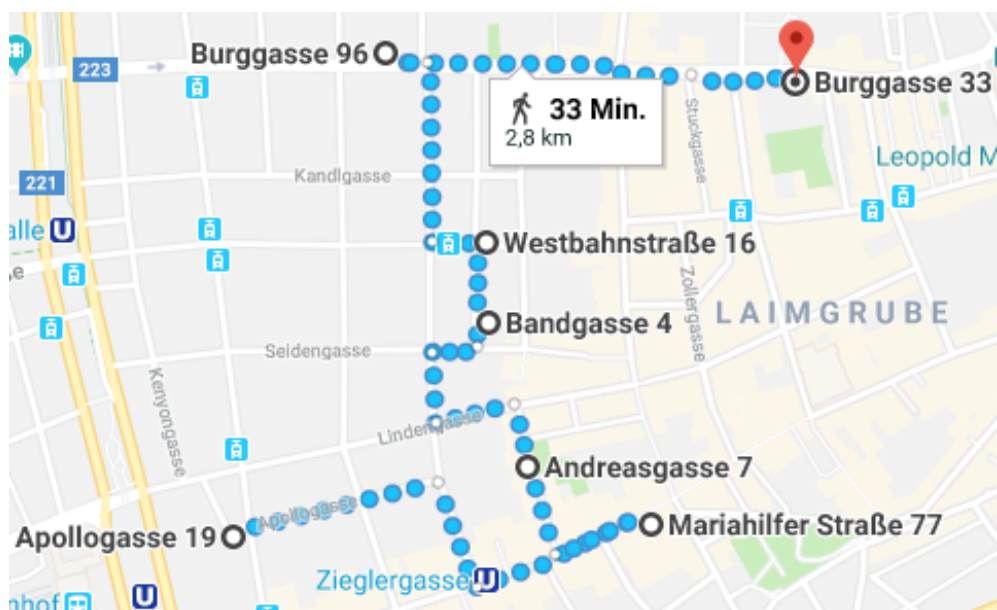 Burggasse 96
223
Burggasse 33
33 Min.
2,8 km
Stuckgasse
Leopold M
Kandlgasse
221
alle U
Westbahnstraße 16
Zollergasse
Bandgasse 4
LAIMGRUBE
Seidengasse
Kenyongasse
Lindengasse
Andreasgasse 7
Apollogasse
Mariahilfer Straße 77
Apollogasse 19
Zieglergasse U
nhof
U